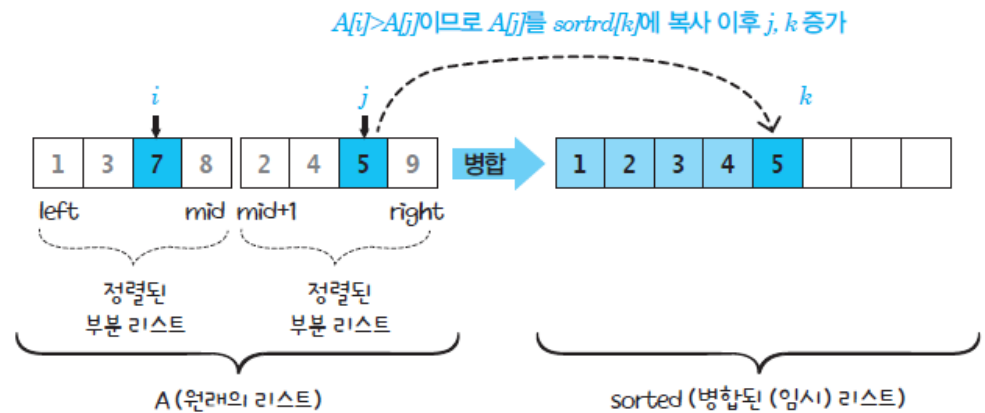 A[i]>A[j]이므로 A[j]를 sortrd[k]에 복사 이후 j, k 증가
i j k
1 3 7 8 2 4 5 9 병합 1 2 3 4 5
left mid mid+1 right
정렬된 정렬된
부분 리스트 부분 리스트
A (원래의 리스트) sorted (병합된 (임시) 리스트)